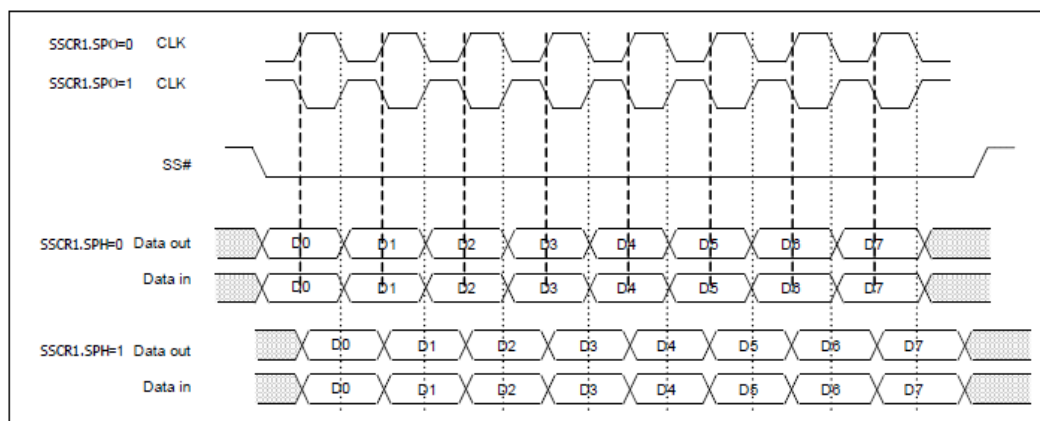 SSCR1.SPO=0 CLK
SSCR1.SPO=1 CLK
SS#
SSCR1.SPH=0 Data out D0 D1 D2 D3 D4 D5 D6 D7
Data in D0 D1 D2 D3 D4 D5 D6 D7
SSCR1.SPH=1 Data out D0 D1 D2 D3 D4 D5 D6 D7
Data in D0 D1 D2 D3 D4 D5 D6 D7